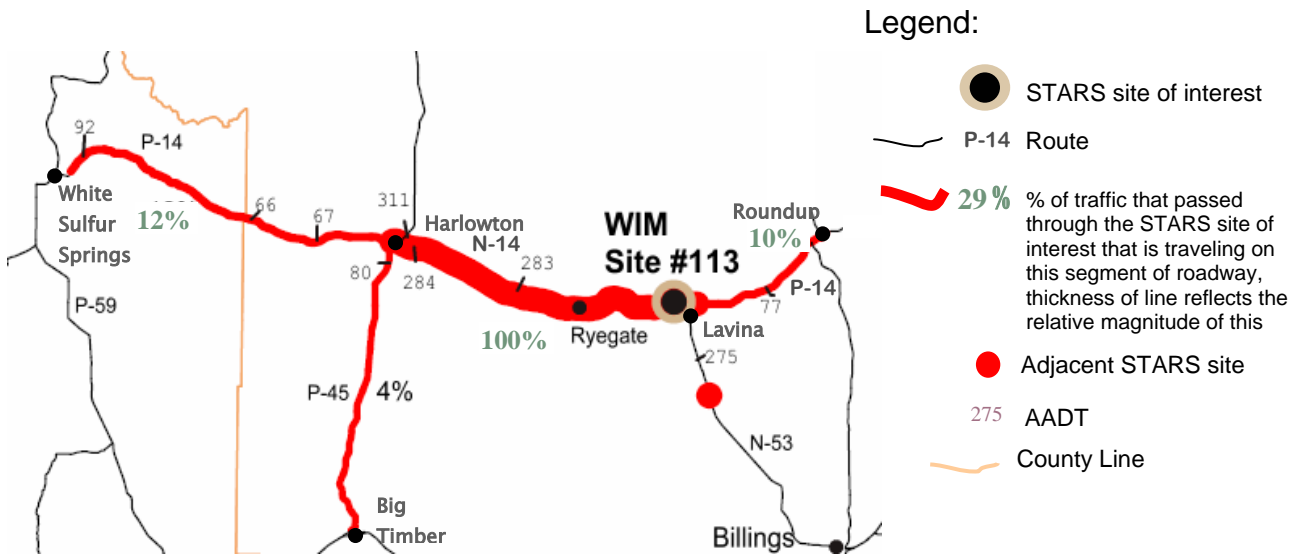 Legend:
STARS site of interest
P-14 Route
29% % of traffic that passed
through the STARS site of
interest that is traveling on
this segment of roadway,
thickness of line reflects the
relative magnitude of this
Adjacent STARS site
275 AADT
County Line
92
P-14
White
Sulfur
Springs
12%
66
67
311
Harlowton
N-14
80
284
283
WIM
Site #113
Roundup
10%
77
P-14
Lavina
Ryegate
100%
275
P-59
P-45
4%
N-53
Big
Timber
Billings